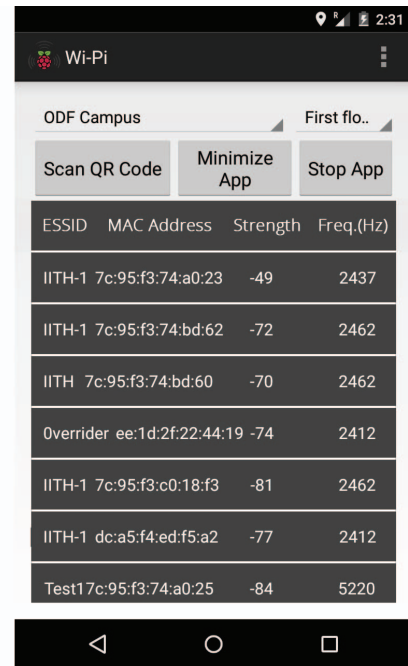 R 2:31
Wi-Pi
ODF Campus First flo..
Scan QR Code Minimize App Stop App
ESSID MAC Address Strength Freq.(Hz)
IITH-1 7c:95:f3:74:a0:23 -49 2437
IITH-1 7c:95:f3:74:bd:62 -72 2462
IITH 7c:95:f3:74:bd:60 -70 2462
0verrider ee:1d:2f:22:44:19 -74 2412
IITH-1 7c:95:f3:c0:18:f3 -81 2462
IITH-1 dc:a5:f4:ed:f5:a2 -77 2412
Test17c:95:f3:74:a0:25 -84 5220